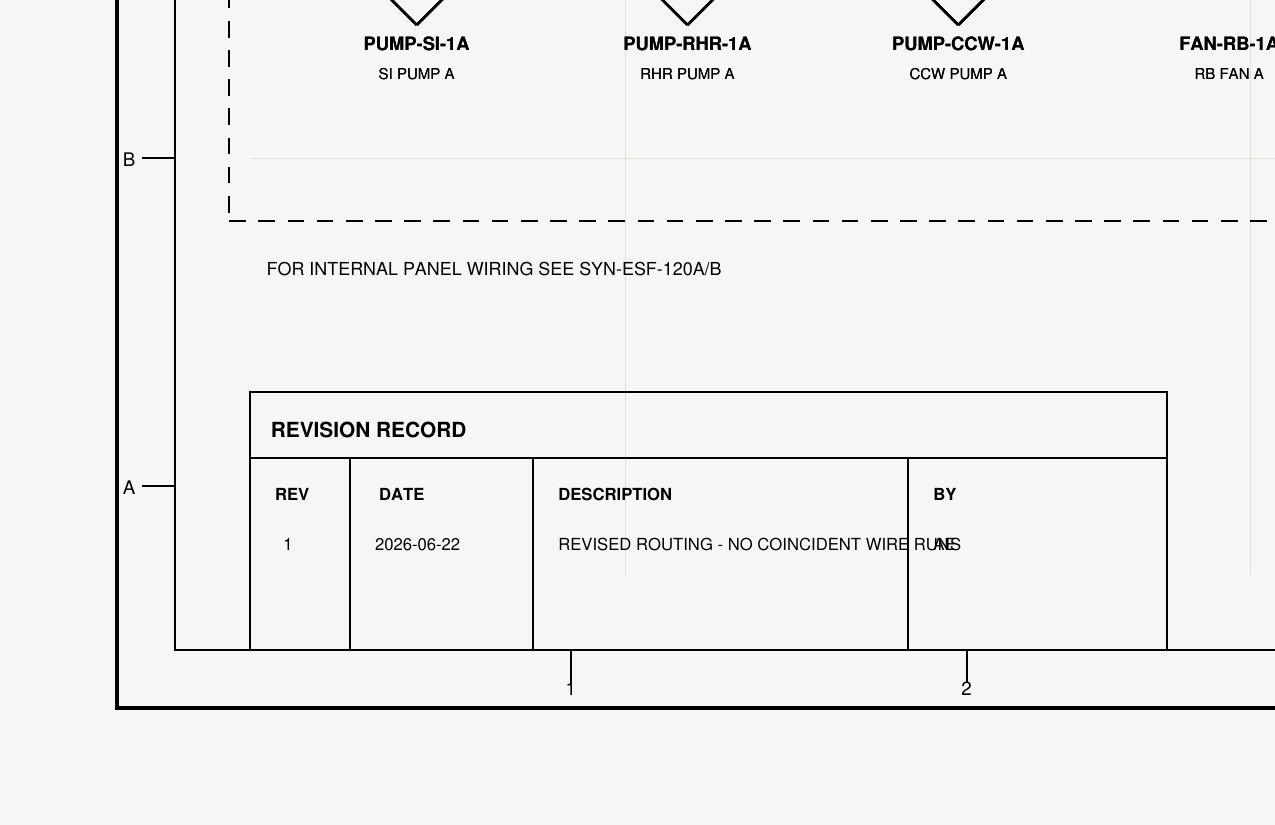 PUMP-SI-1A PUMP-RHR-1A PUMP-CCW-1A FAN-RB-1A
SI PUMP A RHR PUMP A CCW PUMP A RB FAN A
B
FOR INTERNAL PANEL WIRING SEE SYN-ESF-120A/B
REVISION RECORD
A
REV DATE DESCRIPTION BY
1 2026-06-22 REVISED ROUTING - NO COINCIDENT WIRE RUNS
1 2